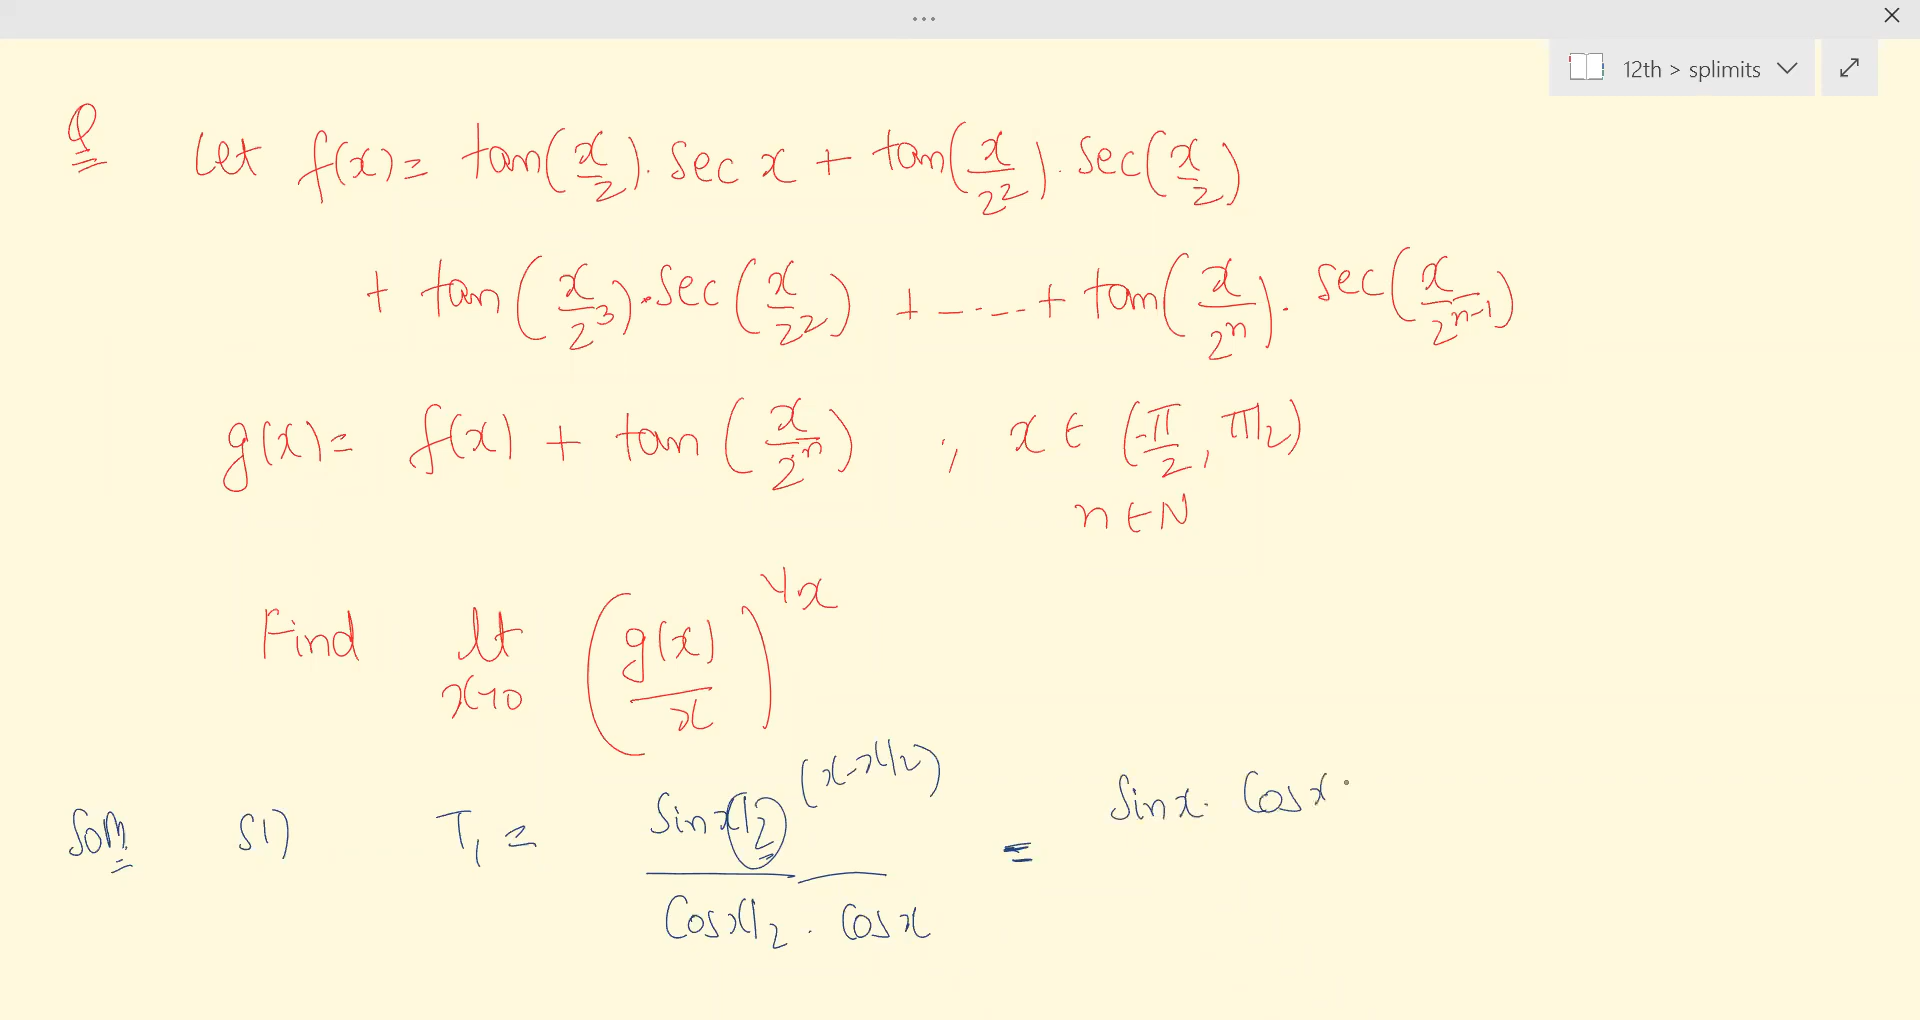 ...
12th > splimits
Q Let f(x) = tan(x/2). sec x + tan(x/2²). sec(x/2)
+ tan(x/2³).sec(x/2²) + ----- + tan(x/2ⁿ). sec(x/2ⁿ⁻¹)
g(x) = f(x) + tan(x/2ⁿ) ; x ∈ (-π/2, π/2)
n ∈ N
Find lt x→0 (g(x)/x)^4x
Soln S1) T₁ = Sin x/2 (x-x/2) / Cos x/2 . Cos x = Sin x. Cos x